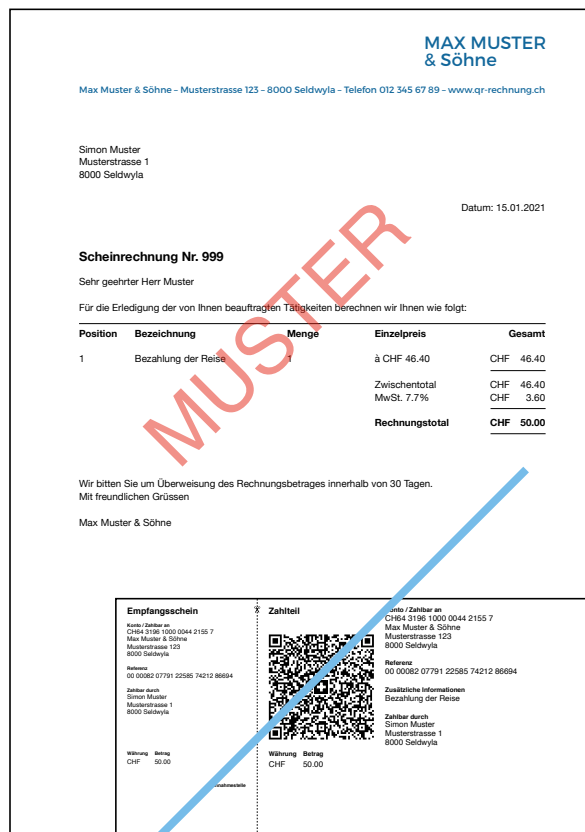 MAX MUSTER
& Söhne
Max Muster & Söhne – Musterstrasse 123 – 8000 Seldwyla – Telefon 012 345 67 89 – www.qr-rechnung.ch
Simon Muster
Musterstrasse 1
8000 Seldwyla
Datum: 15.01.2021
Scheinrechnung Nr. 999
Sehr geehrter Herr Muster
Für die Erledigung der von Ihnen beauftragten Tätigkeiten berechnen wir Ihnen wie folgt:
Position Bezeichnung Menge Einzelpreis Gesamt
1 Bezahlung der Reise 1 à CHF 46.40 CHF 46.40
Zwischentotal CHF 46.40
MwSt. 7.7% CHF 3.60
Rechnungstotal CHF 50.00
MUSTER
Wir bitten Sie um Überweisung des Rechnungsbetrages innerhalb von 30 Tagen.
Mit freundlichen Grüssen
Max Muster & Söhne
Empfangsschein
Konto / Zahlbar an
CH64 3196 1000 0044 2155 7
Max Muster & Söhne
Musterstrasse 123
8000 Seldwyla
Referenz
00 00082 07791 22585 74212 86694
Zahlbar durch
Simon Muster
Musterstrasse 1
8000 Seldwyla
Währung Betrag
CHF 50.00
Zahlteil
Währung Betrag
CHF 50.00
/ Zahlbar an
CH64 3196 1000 0044 2155 7
Max Muster & Söhne
Musterstrasse 123
8000 Seldwyla
Referenz
00 00082 07791 22585 74212 86694
Zusätzliche Informationen
Bezahlung der Reise
Zahlbar durch
Simon Muster
Musterstrasse 1
8000 Seldwyla